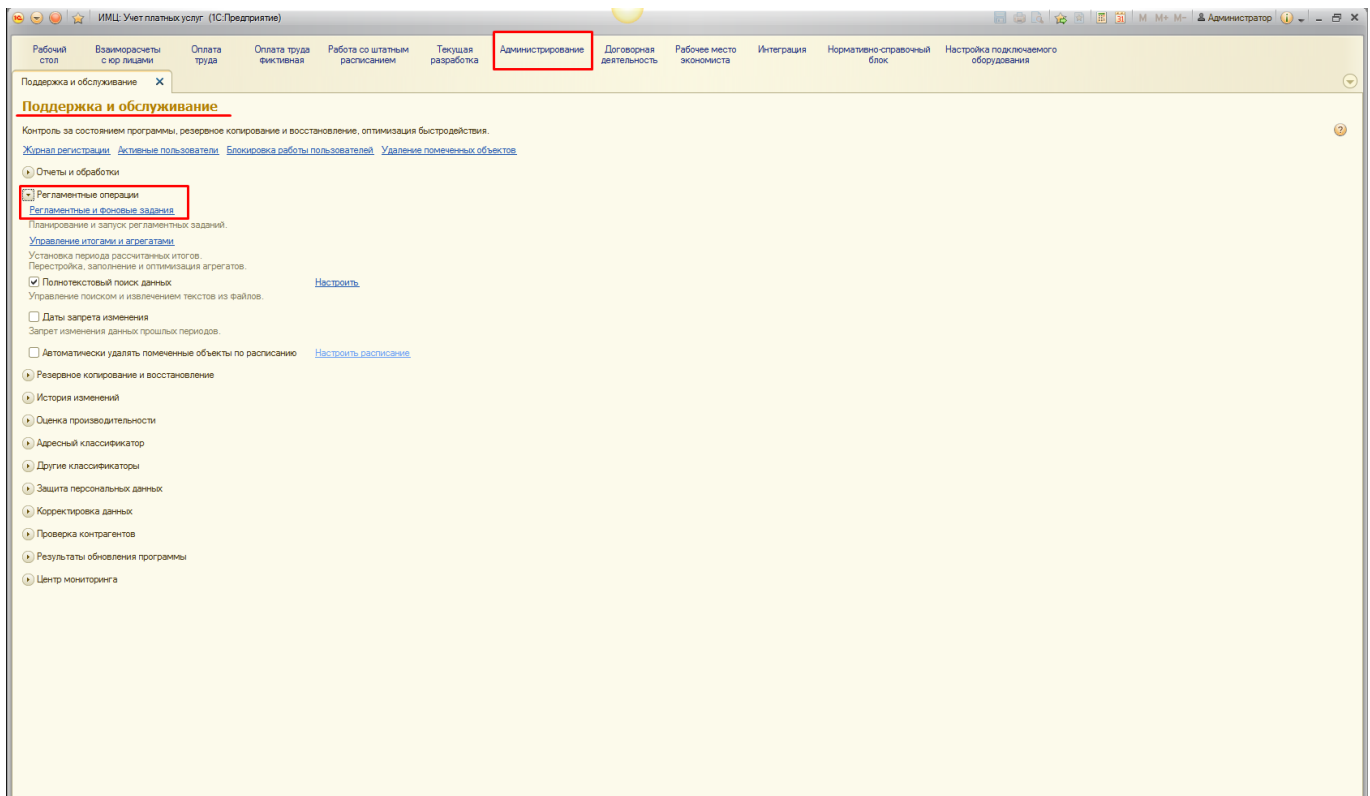 ИМЦ: Учет платных услуг (1С:Предприятие)
M M+ M- Администратор
Рабочий стол
Взаиморасчеты с юр лицами
Оплата труда
Оплата труда фиктивная
Работа со штатным расписанием
Текущая разработка
Администрирование
Договорная деятельность
Рабочее место экономиста
Интеграция
Нормативно-справочный блок
Настройка подключаемого оборудования
Поддержка и обслуживание
Поддержка и обслуживание
Контроль за состоянием программы, резервное копирование и восстановление, оптимизация быстродействия.
Журнал регистрации Активные пользователи Блокировка работы пользователей Удаление помеченных объектов
Отчеты и обработки
Регламентные операции
Регламентные и фоновые задания
Планирование и запуск регламентных заданий.
Управление итогами и агрегатами
Установка периода рассчитанных итогов.
Перестройка, заполнение и оптимизация агрегатов.
Полнотекстовый поиск данных Настроить
Управление поиском и извлечением текстов из файлов.
Даты запрета изменения
Запрет изменения данных прошлых периодов.
Автоматически удалять помеченные объекты по расписанию Настроить расписание
Резервное копирование и восстановление
История изменений
Оценка производительности
Адресный классификатор
Другие классификаторы
Защита персональных данных
Корректировка данных
Проверка контрагентов
Результаты обновления программы
Центр мониторинга